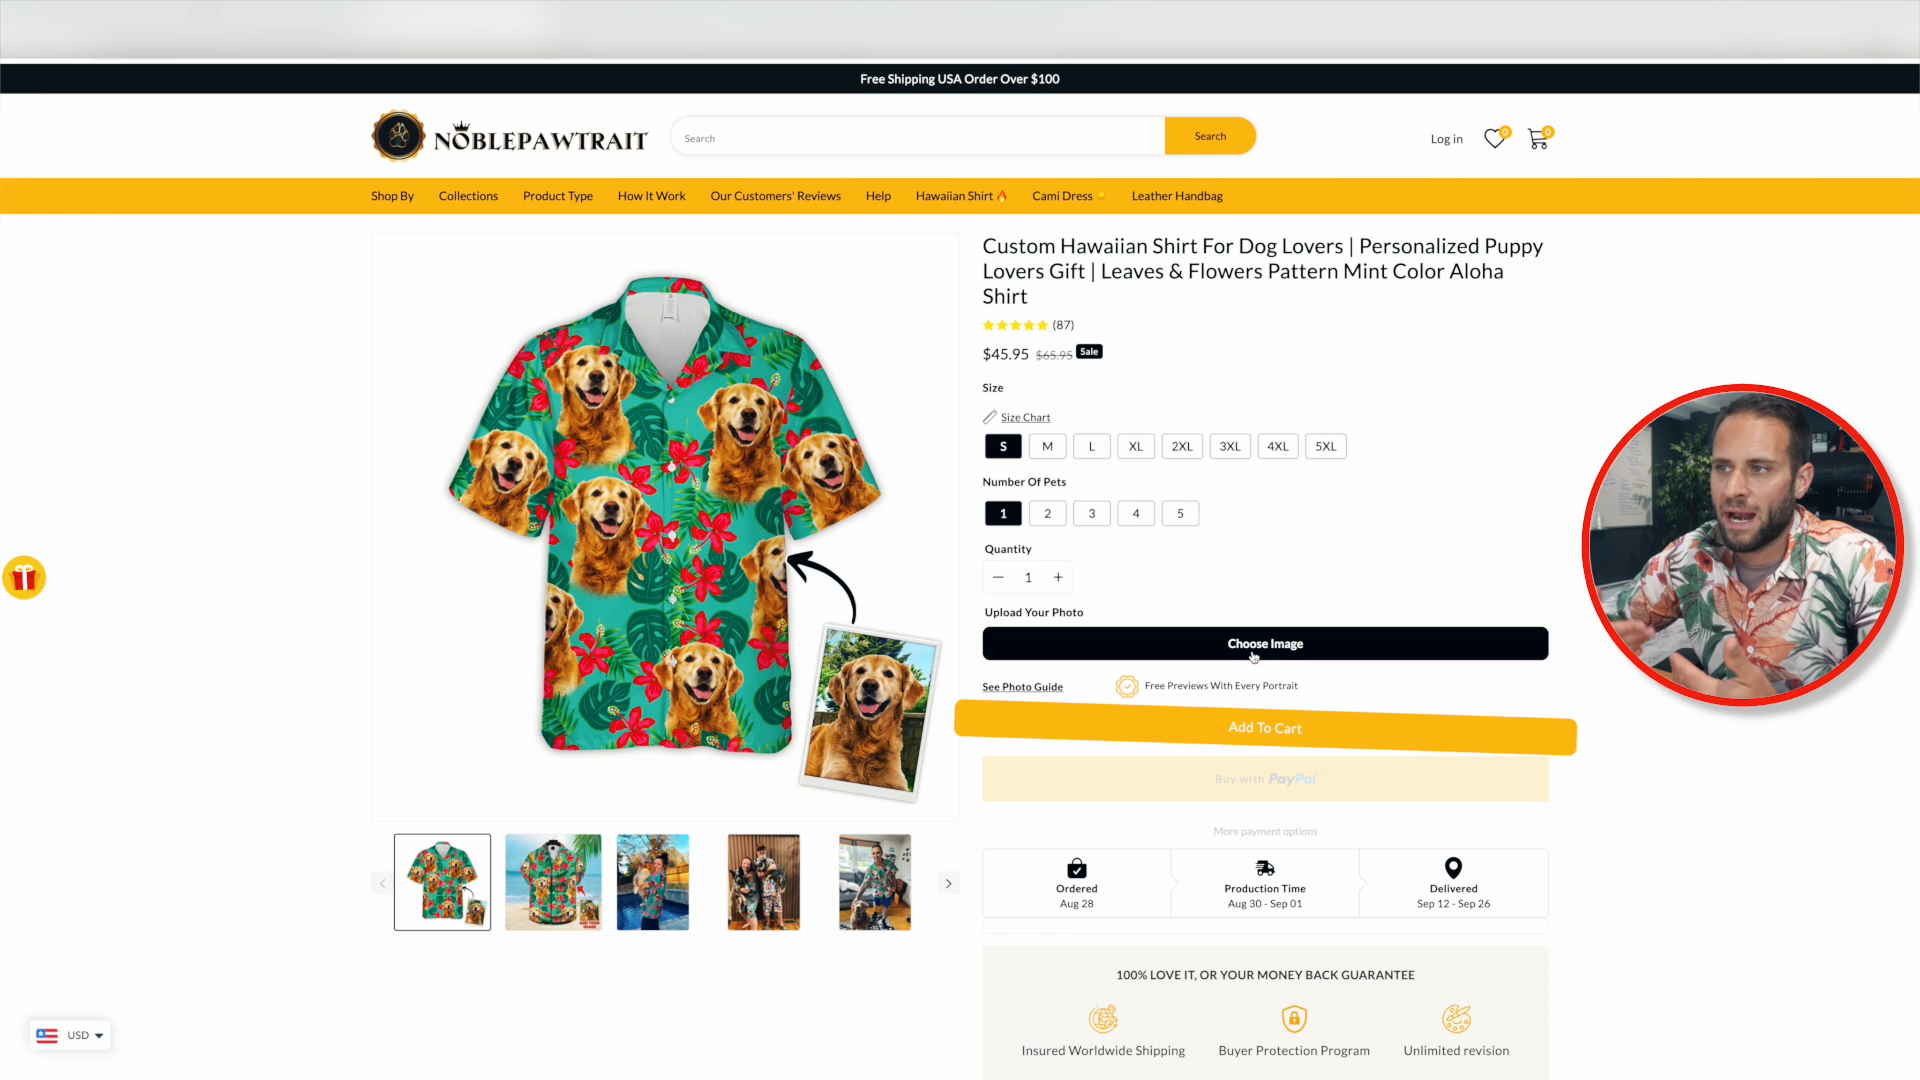 Free Shipping USA Order Over $100
NOBLEPAWTRAIT
Search
Search
Log in
0
0
Shop By
Collections
Product Type
How It Work
Our Customers' Reviews
Help
Hawaiian Shirt
Cami Dress
Leather Handbag
Custom Hawaiian Shirt For Dog Lovers | Personalized Puppy
Lovers Gift | Leaves & Flowers Pattern Mint Color Aloha
Shirt
(87)
$45.95 $65.95 Sale
Size
Size Chart
S M L XL 2XL 3XL 4XL 5XL
Number Of Pets
1 2 3 4 5
Quantity
— 1 +
Upload Your Photo
Choose Image
See Photo Guide
Free Previews With Every Portrait
Add To Cart
Buy with PayPal
More payment options
Ordered
Aug 28
Production Time
Aug 30 - Sep 01
Delivered
Sep 12 - Sep 26
100% LOVE IT, OR YOUR MONEY BACK GUARANTEE
Insured Worldwide Shipping
Buyer Protection Program
Unlimited revision
USD